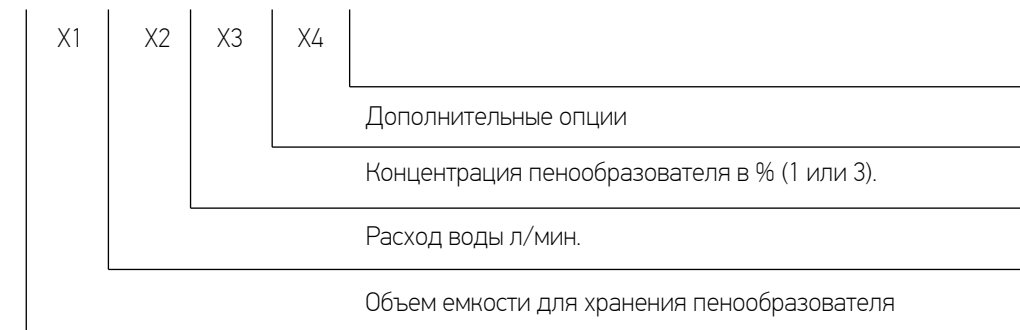 X1 X2 X3 X4
Дополнительные опции
Концентрация пенообразователя в % (1 или 3).
Расход воды л/мин.
Объем емкости для хранения пенообразователя